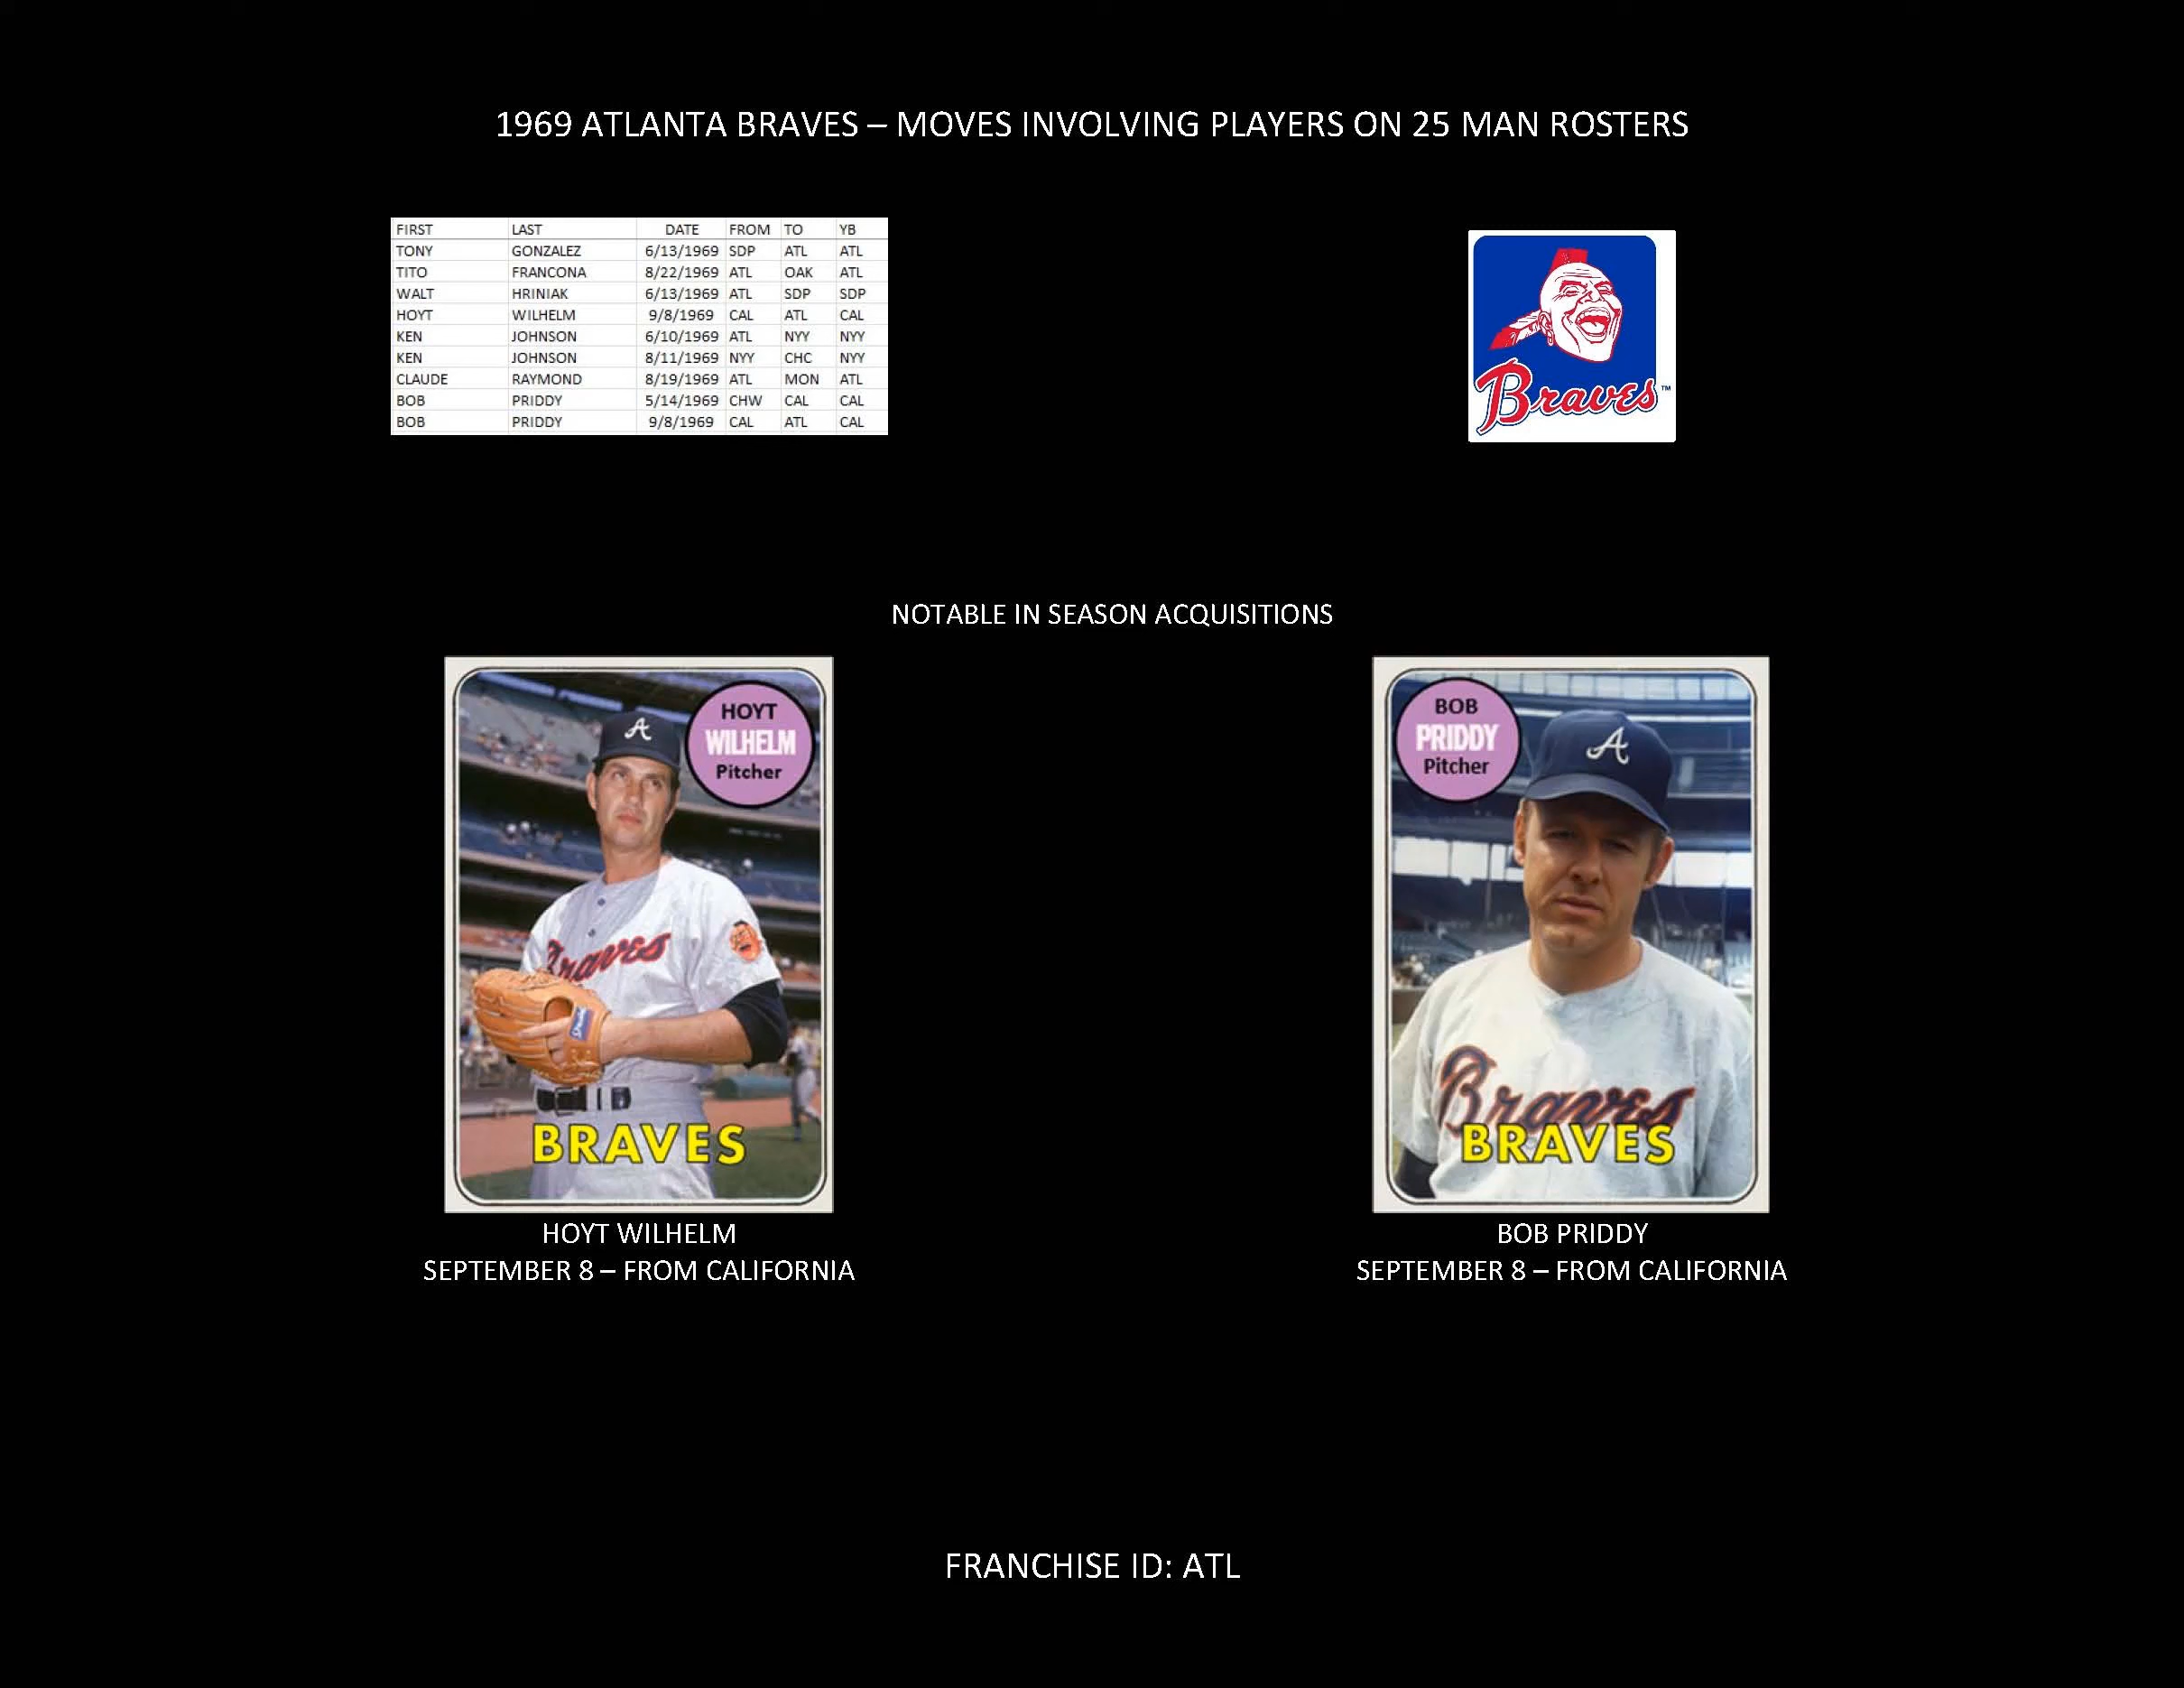 1969 ATLANTA BRAVES – MOVES INVOLVING PLAYERS ON 25 MAN ROSTERS
FIRST LAST DATE FROM TO YB
TONY GONZALEZ 6/13/1969 SDP ATL ATL
TITO FRANCONA 8/22/1969 ATL OAK ATL
WALT HRINIAK 6/13/1969 ATL SDP SDP
HOYT WILHELM 9/8/1969 CAL ATL CAL
KEN JOHNSON 6/10/1969 ATL NYY NYY
KEN JOHNSON 8/11/1969 NYY CHC NYY
CLAUDE RAYMOND 8/19/1969 ATL MON ATL
BOB PRIDDY 5/14/1969 CHW CAL CAL
BOB PRIDDY 9/8/1969 CAL ATL CAL
Braves™
NOTABLE IN SEASON ACQUISITIONS
HOYT
WILHELM
Pitcher
A
Braves
BRAVES
HOYT WILHELM
SEPTEMBER 8 – FROM CALIFORNIA
BOB
PRIDDY
Pitcher
A
Braves
BRAVES
BOB PRIDDY
SEPTEMBER 8 – FROM CALIFORNIA
FRANCHISE ID: ATL